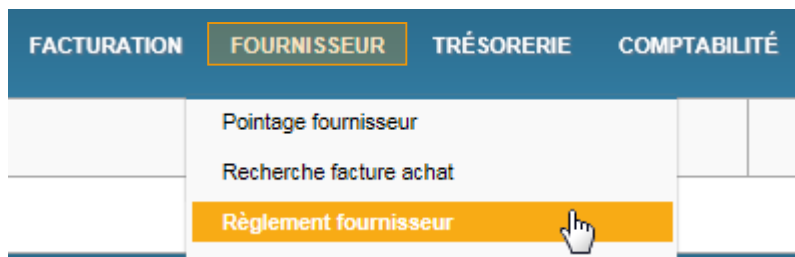 FACTURATION FOURNISSEUR TRÉSORERIE COMPTABILITÉ
Pointage fournisseur
Recherche facture achat
Règlement fournisseur